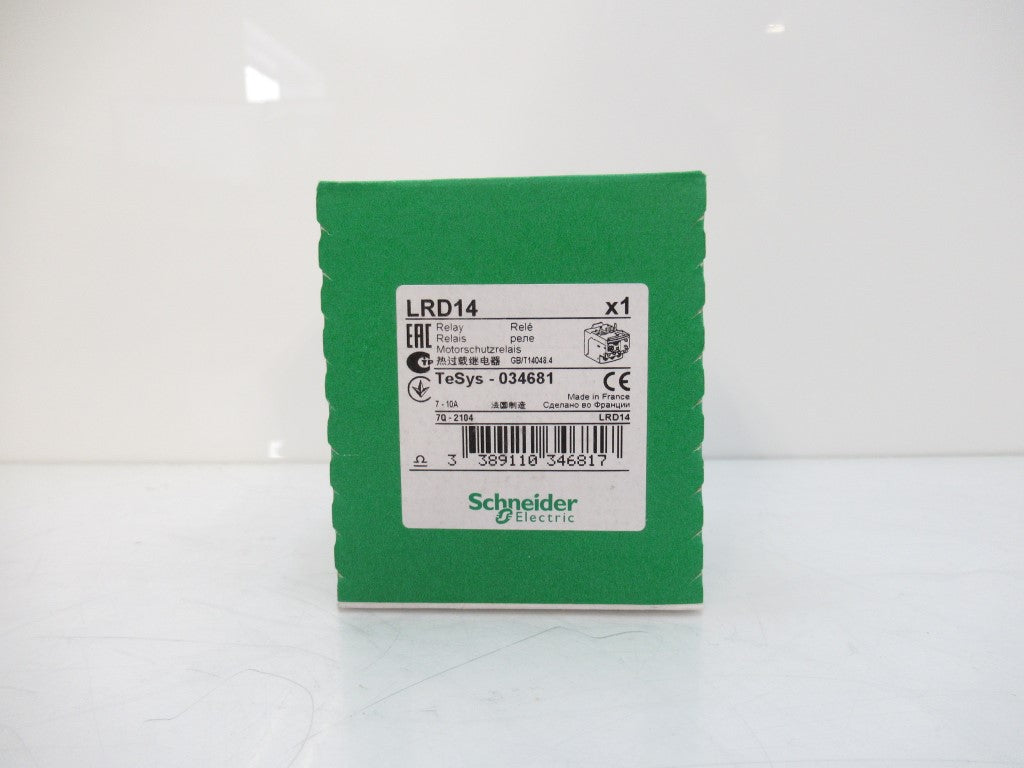 LRD14 x1
EAC Relay Relé
Relais реле
Motorschutzrelais
热过载继电器 GB/T14048.4
TeSys - 034681 CE
Made in France
7 - 10A 法国制造 Сделано во Франции
7Q - 2104 LRD14
3 389110 346817
Schneider
Electric